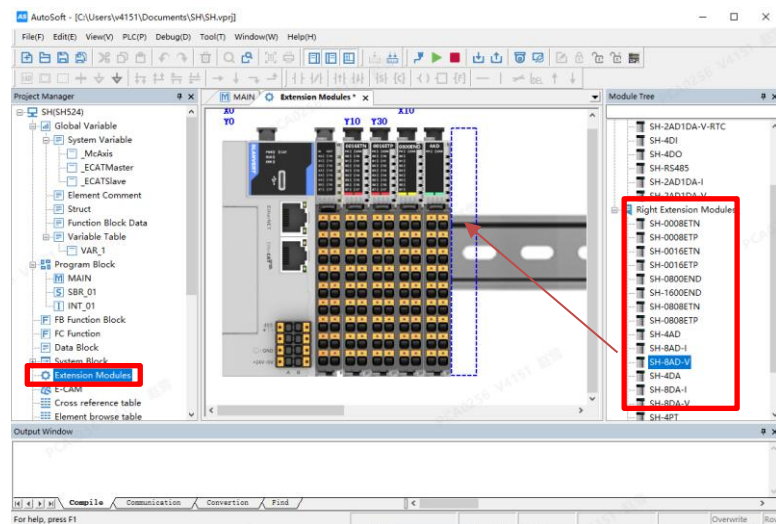 AutoSoft - [C:\Users\v4151\Documents\SH\SH.vprj]
File(F) Edit(E) View(V) PLC(P) Debug(D) Tool(T) Window(W) Help(H)
Project Manager
SH(SH524)
Global Variable
System Variable
_McAxis
_ECATMaster
_ECATSlave
Element Comment
Struct
Function Block Data
Variable Table
VAR_1
Program Block
MAIN
SBR_01
INT_01
FB Function Block
FC Function
Data Block
System Block
Extension Modules
E-CAM
Cross reference table
Element browse table
MAIN
Extension Modules *
X0
X10
Y0
Y10
Y30
0016ETN
0016ETP
0800END
4AD
Module Tree
SH-2AD1DA-V-RTC
SH-4DI
SH-4DO
SH-RS485
SH-2AD1DA-I
SH-2AD1DA-V
Right Extension Modules
SH-0008ETN
SH-0008ETP
SH-0016ETN
SH-0016ETP
SH-0800END
SH-1600END
SH-0808ETN
SH-0808ETP
SH-4AD
SH-8AD-I
SH-8AD-V
SH-4DA
SH-8DA-I
SH-8DA-V
SH-4PT
Output Window
Compile Communication Convertion Find
For help, press F1
Overwrite